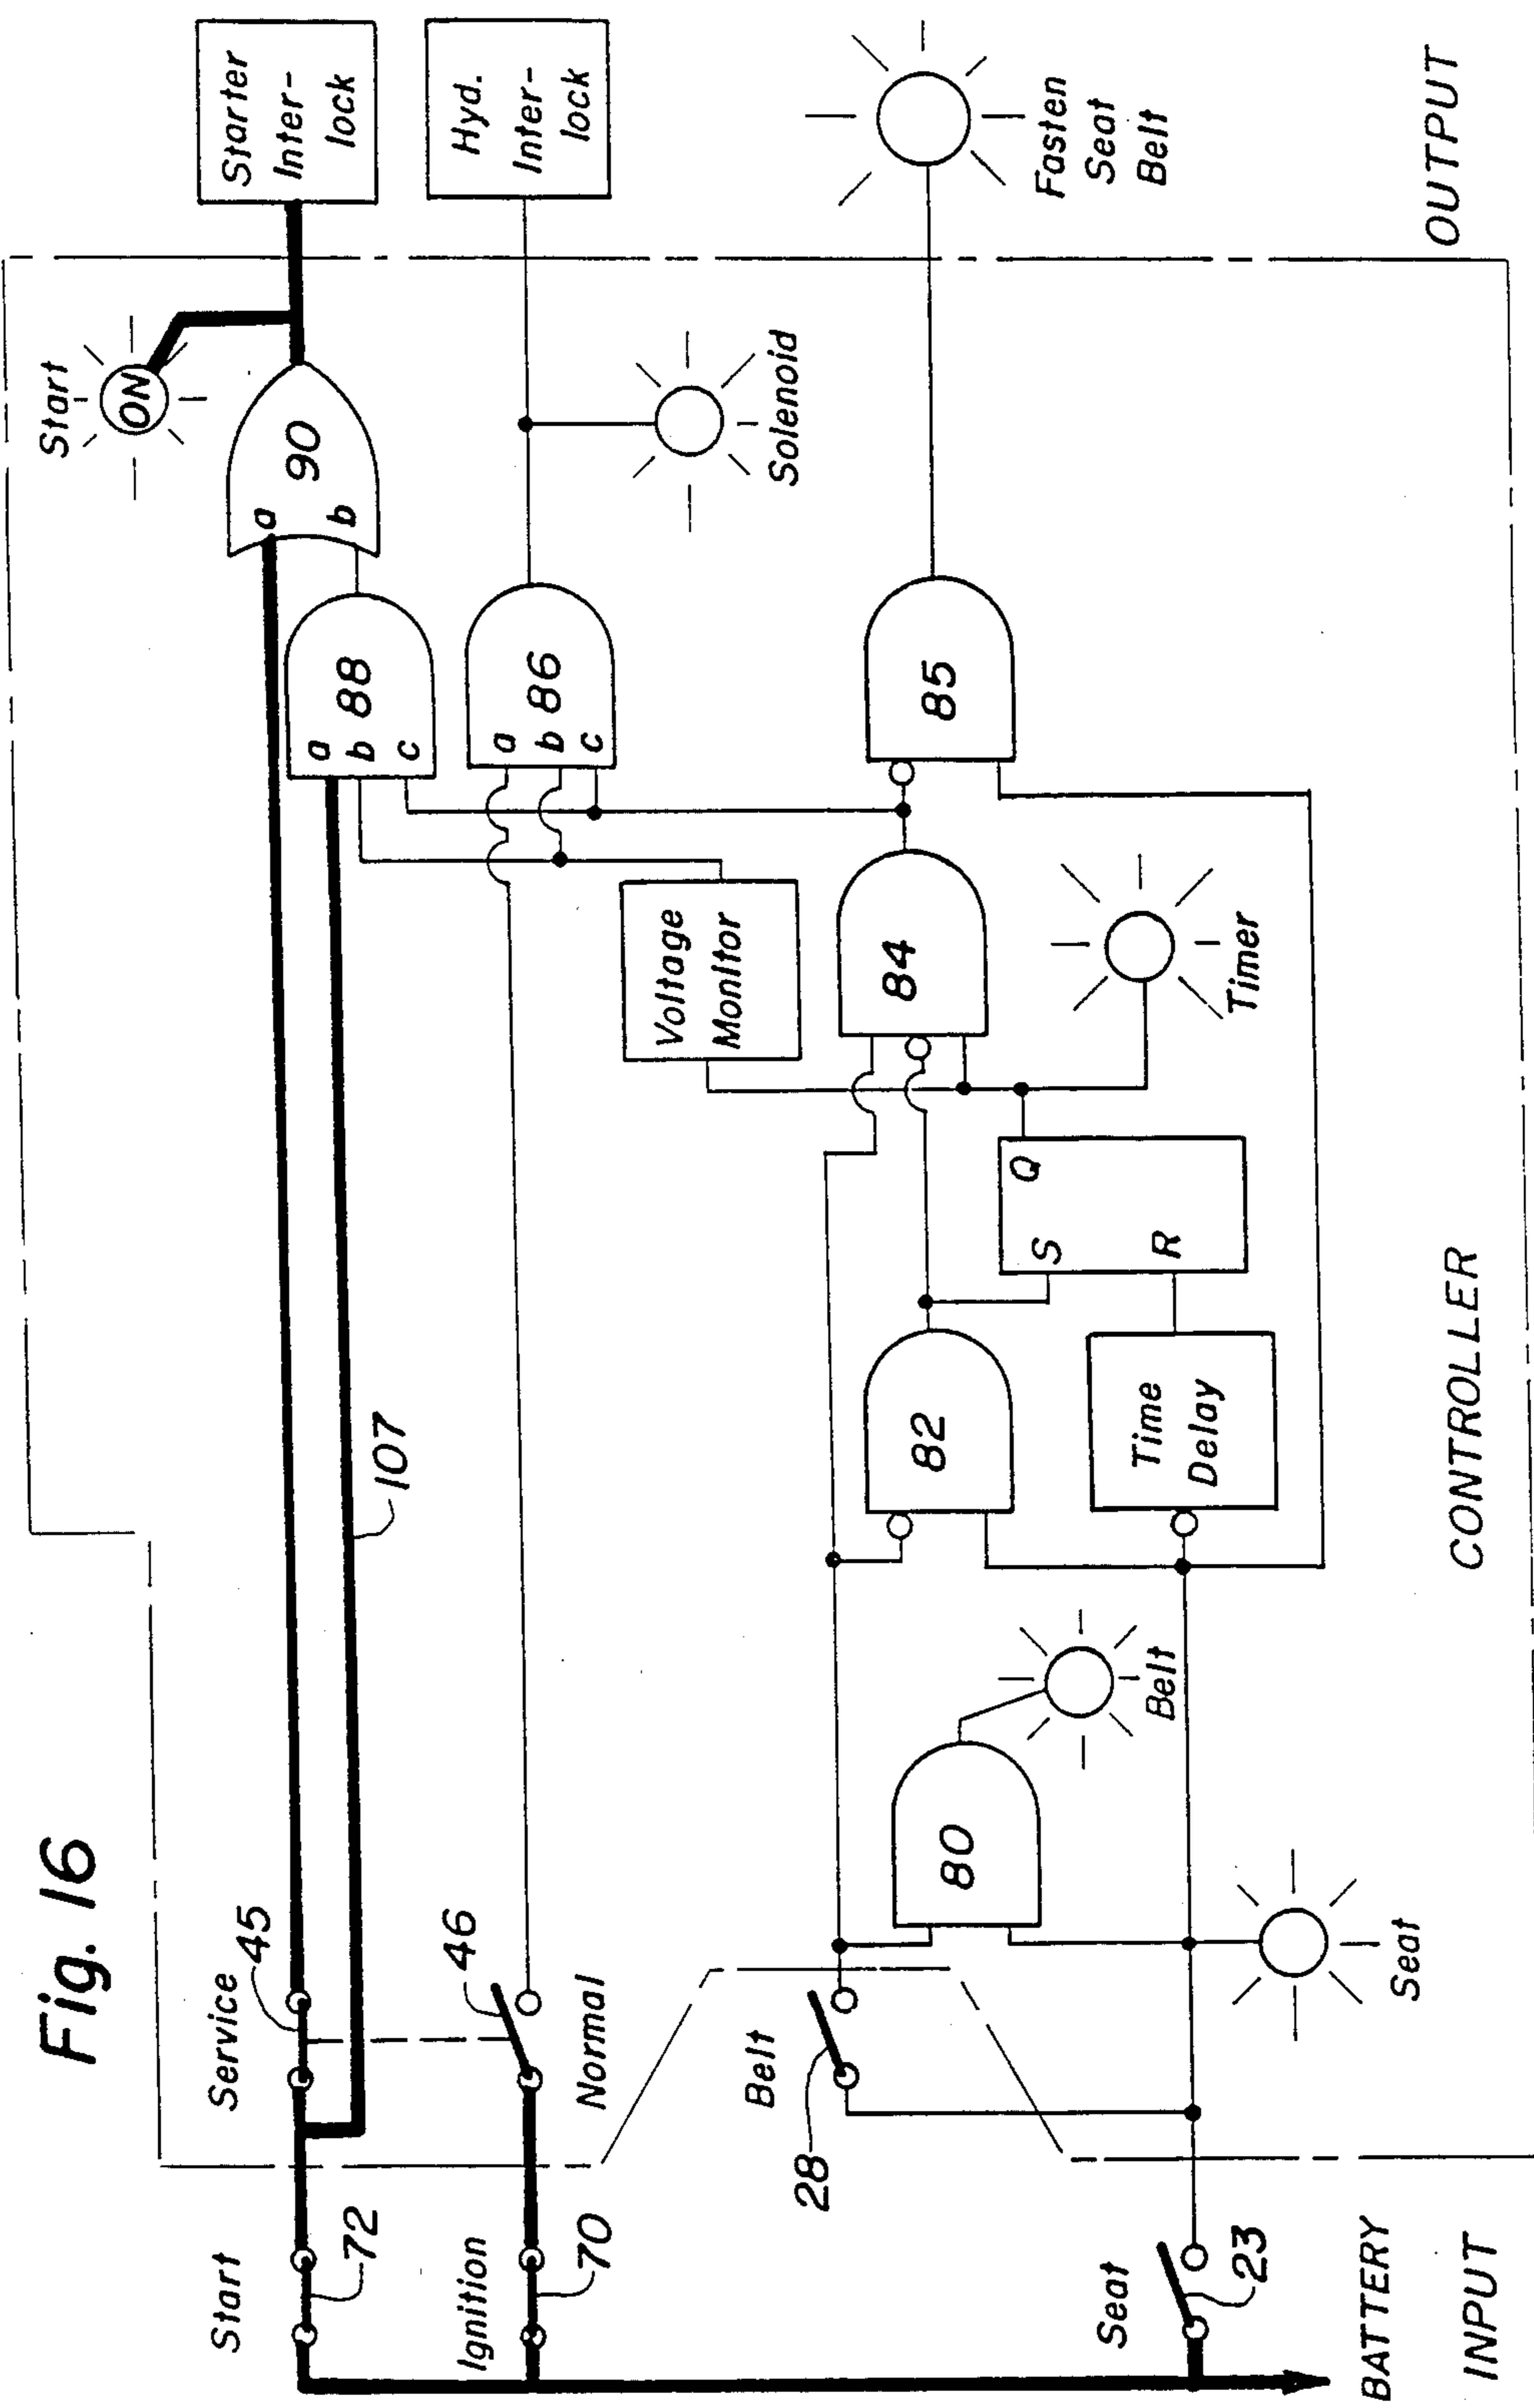 Fig. 16
Start
72
Service
45
107
a
b
90
Start
ON
Starter
Inter-
lock
a
b
c
88
Ignition
70
46
Normal
a
b
c
86
Solenoid
Hyd.
Inter-
lock
Voltage
Monitor
Belt
28
80
Belt
82
84
85
Fasten
Seat
Belt
S
Q
R
Time
Delay
Timer
Seat
23
Seat
BATTERY
INPUT
CONTROLLER
OUTPUT